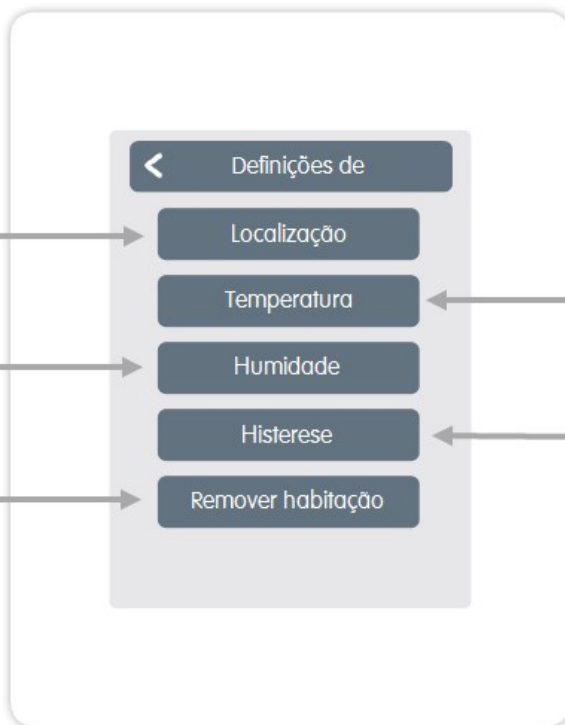 Definições de
Localização
Temperatura
Humidade
Histerese
Remover habitação